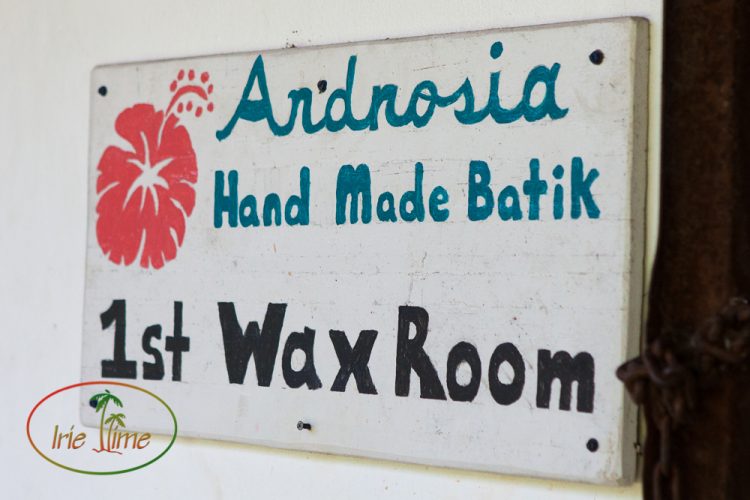 Ardnosia
Hand Made Batik
1st Wax Room
Irie Time